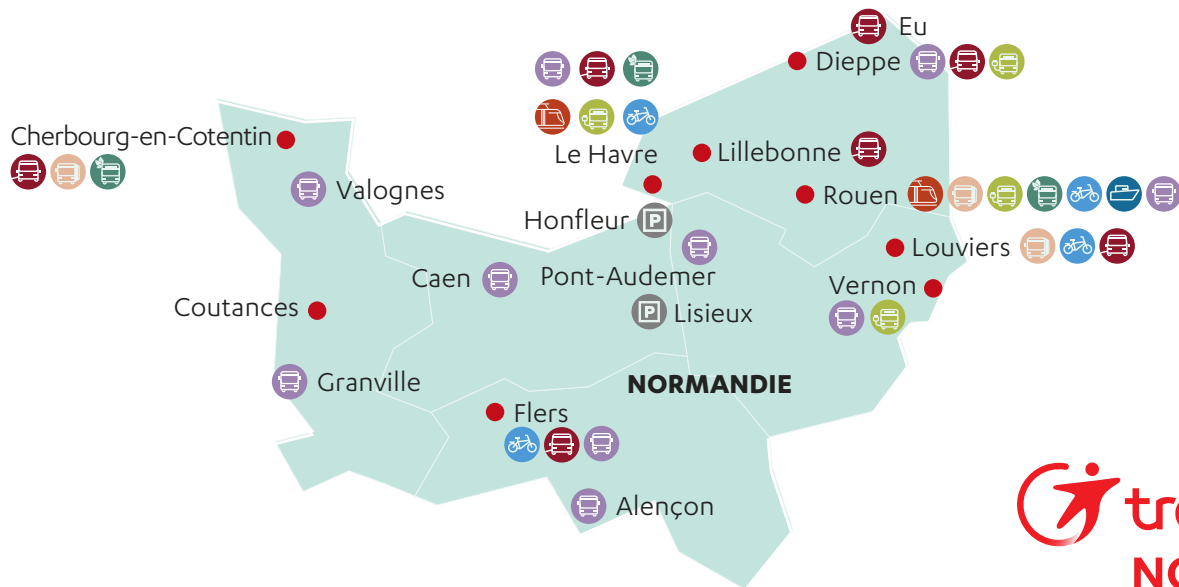 Eu
Dieppe
Cherbourg-en-Cotentin
Le Havre
Lillebonne
Valognes
Rouen
Honfleur
P
Louviers
Caen
Pont-Audemer
Vernon
Coutances
P
Lisieux
Granville
NORMANDIE
Flers
Alençon